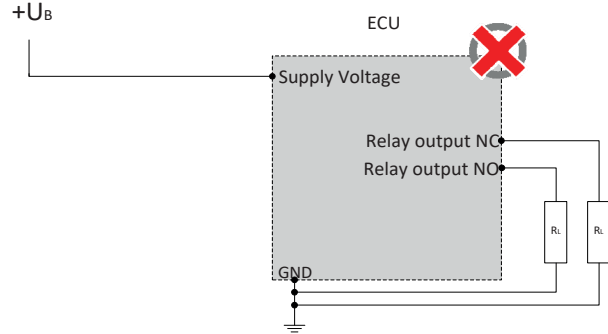 +UB
ECU
Supply Voltage
Relay output NC
Relay output NO
RL
RL
GND